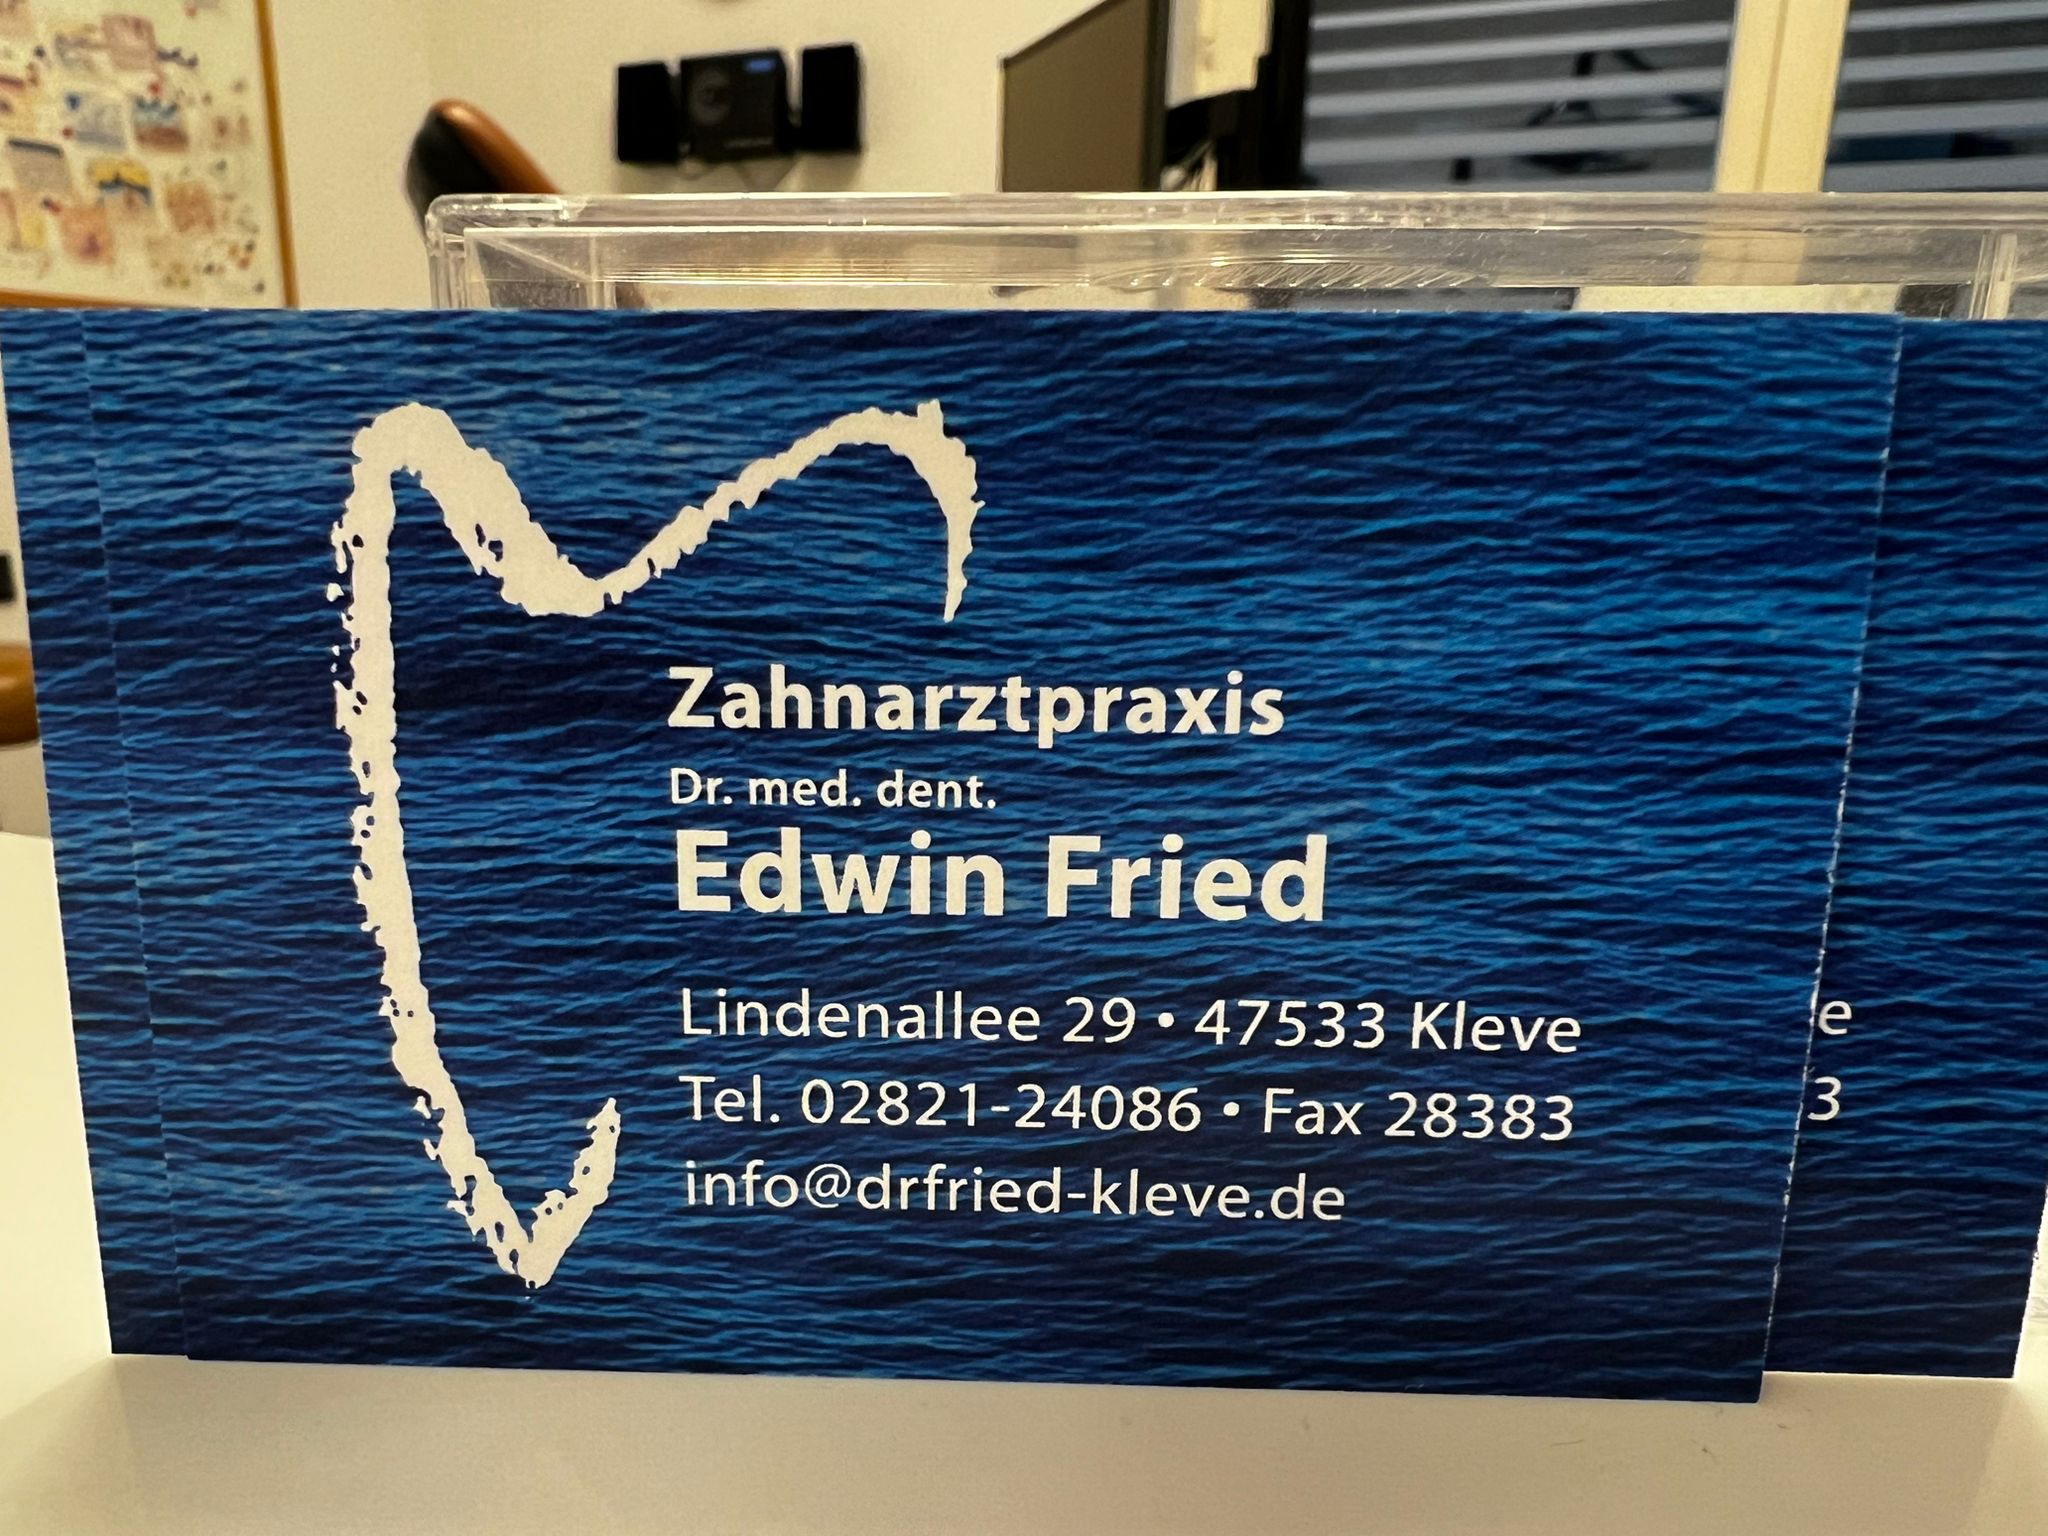 Zahnarztpraxis
Dr. med. dent.
Edwin Fried
Lindenallee 29 • 47533 Kleve
Tel. 02821-24086 • Fax 28383
info@drfried-kleve.de
e
3